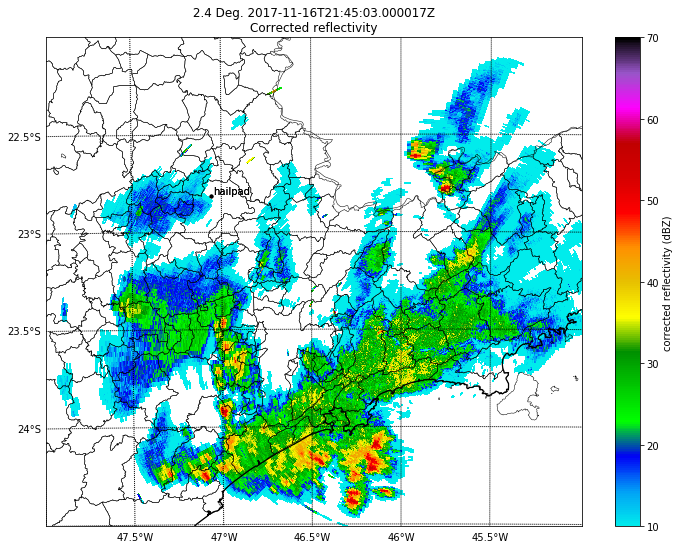 2.4 Deg. 2017-11-16T21:45:03.000017Z
Corrected reflectivity
22.5°S
23°S
23.5°S
24°S
47.5°W
47°W
46.5°W
46°W
45.5°W
hailpad
70
60
50
40
30
20
10
corrected reflectivity (dBZ)